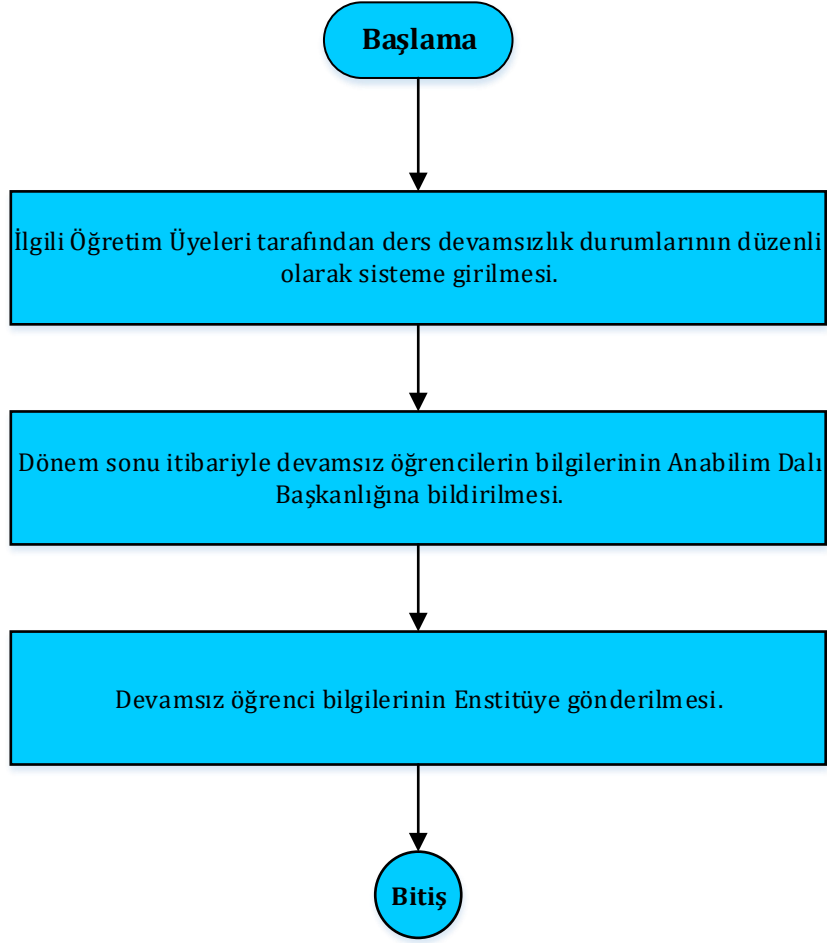 Başlama
İlgili Öğretim Üyeleri tarafından ders devamsızlık durumlarının düzenli
olarak sisteme girilmesi.
Dönem sonu itibariyle devamsız öğrencilerin bilgilerinin Anabilim Dalı
Başkanlığına bildirilmesi.
Devamsız öğrenci bilgilerinin Enstitüye gönderilmesi.
Bitiş